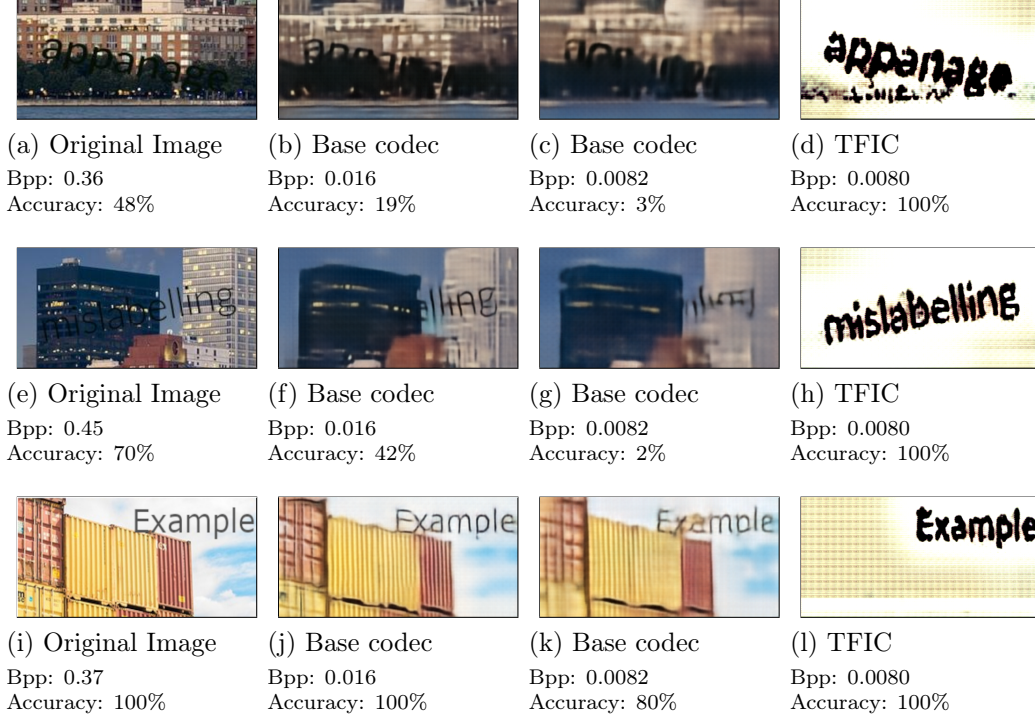 appanage appanage
(a) Original Image (b) Base codec (c) Base codec (d) TFIC
Bpp: 0.36 Bpp: 0.016 Bpp: 0.0082 Bpp: 0.0080
Accuracy: 48% Accuracy: 19% Accuracy: 3% Accuracy: 100%
mislabelling elling mislabelling
(e) Original Image (f) Base codec (g) Base codec (h) TFIC
Bpp: 0.45 Bpp: 0.016 Bpp: 0.0082 Bpp: 0.0080
Accuracy: 70% Accuracy: 42% Accuracy: 2% Accuracy: 100%
Example Example Example Example
(i) Original Image (j) Base codec (k) Base codec (l) TFIC
Bpp: 0.37 Bpp: 0.016 Bpp: 0.0082 Bpp: 0.0080
Accuracy: 100% Accuracy: 100% Accuracy: 80% Accuracy: 100%